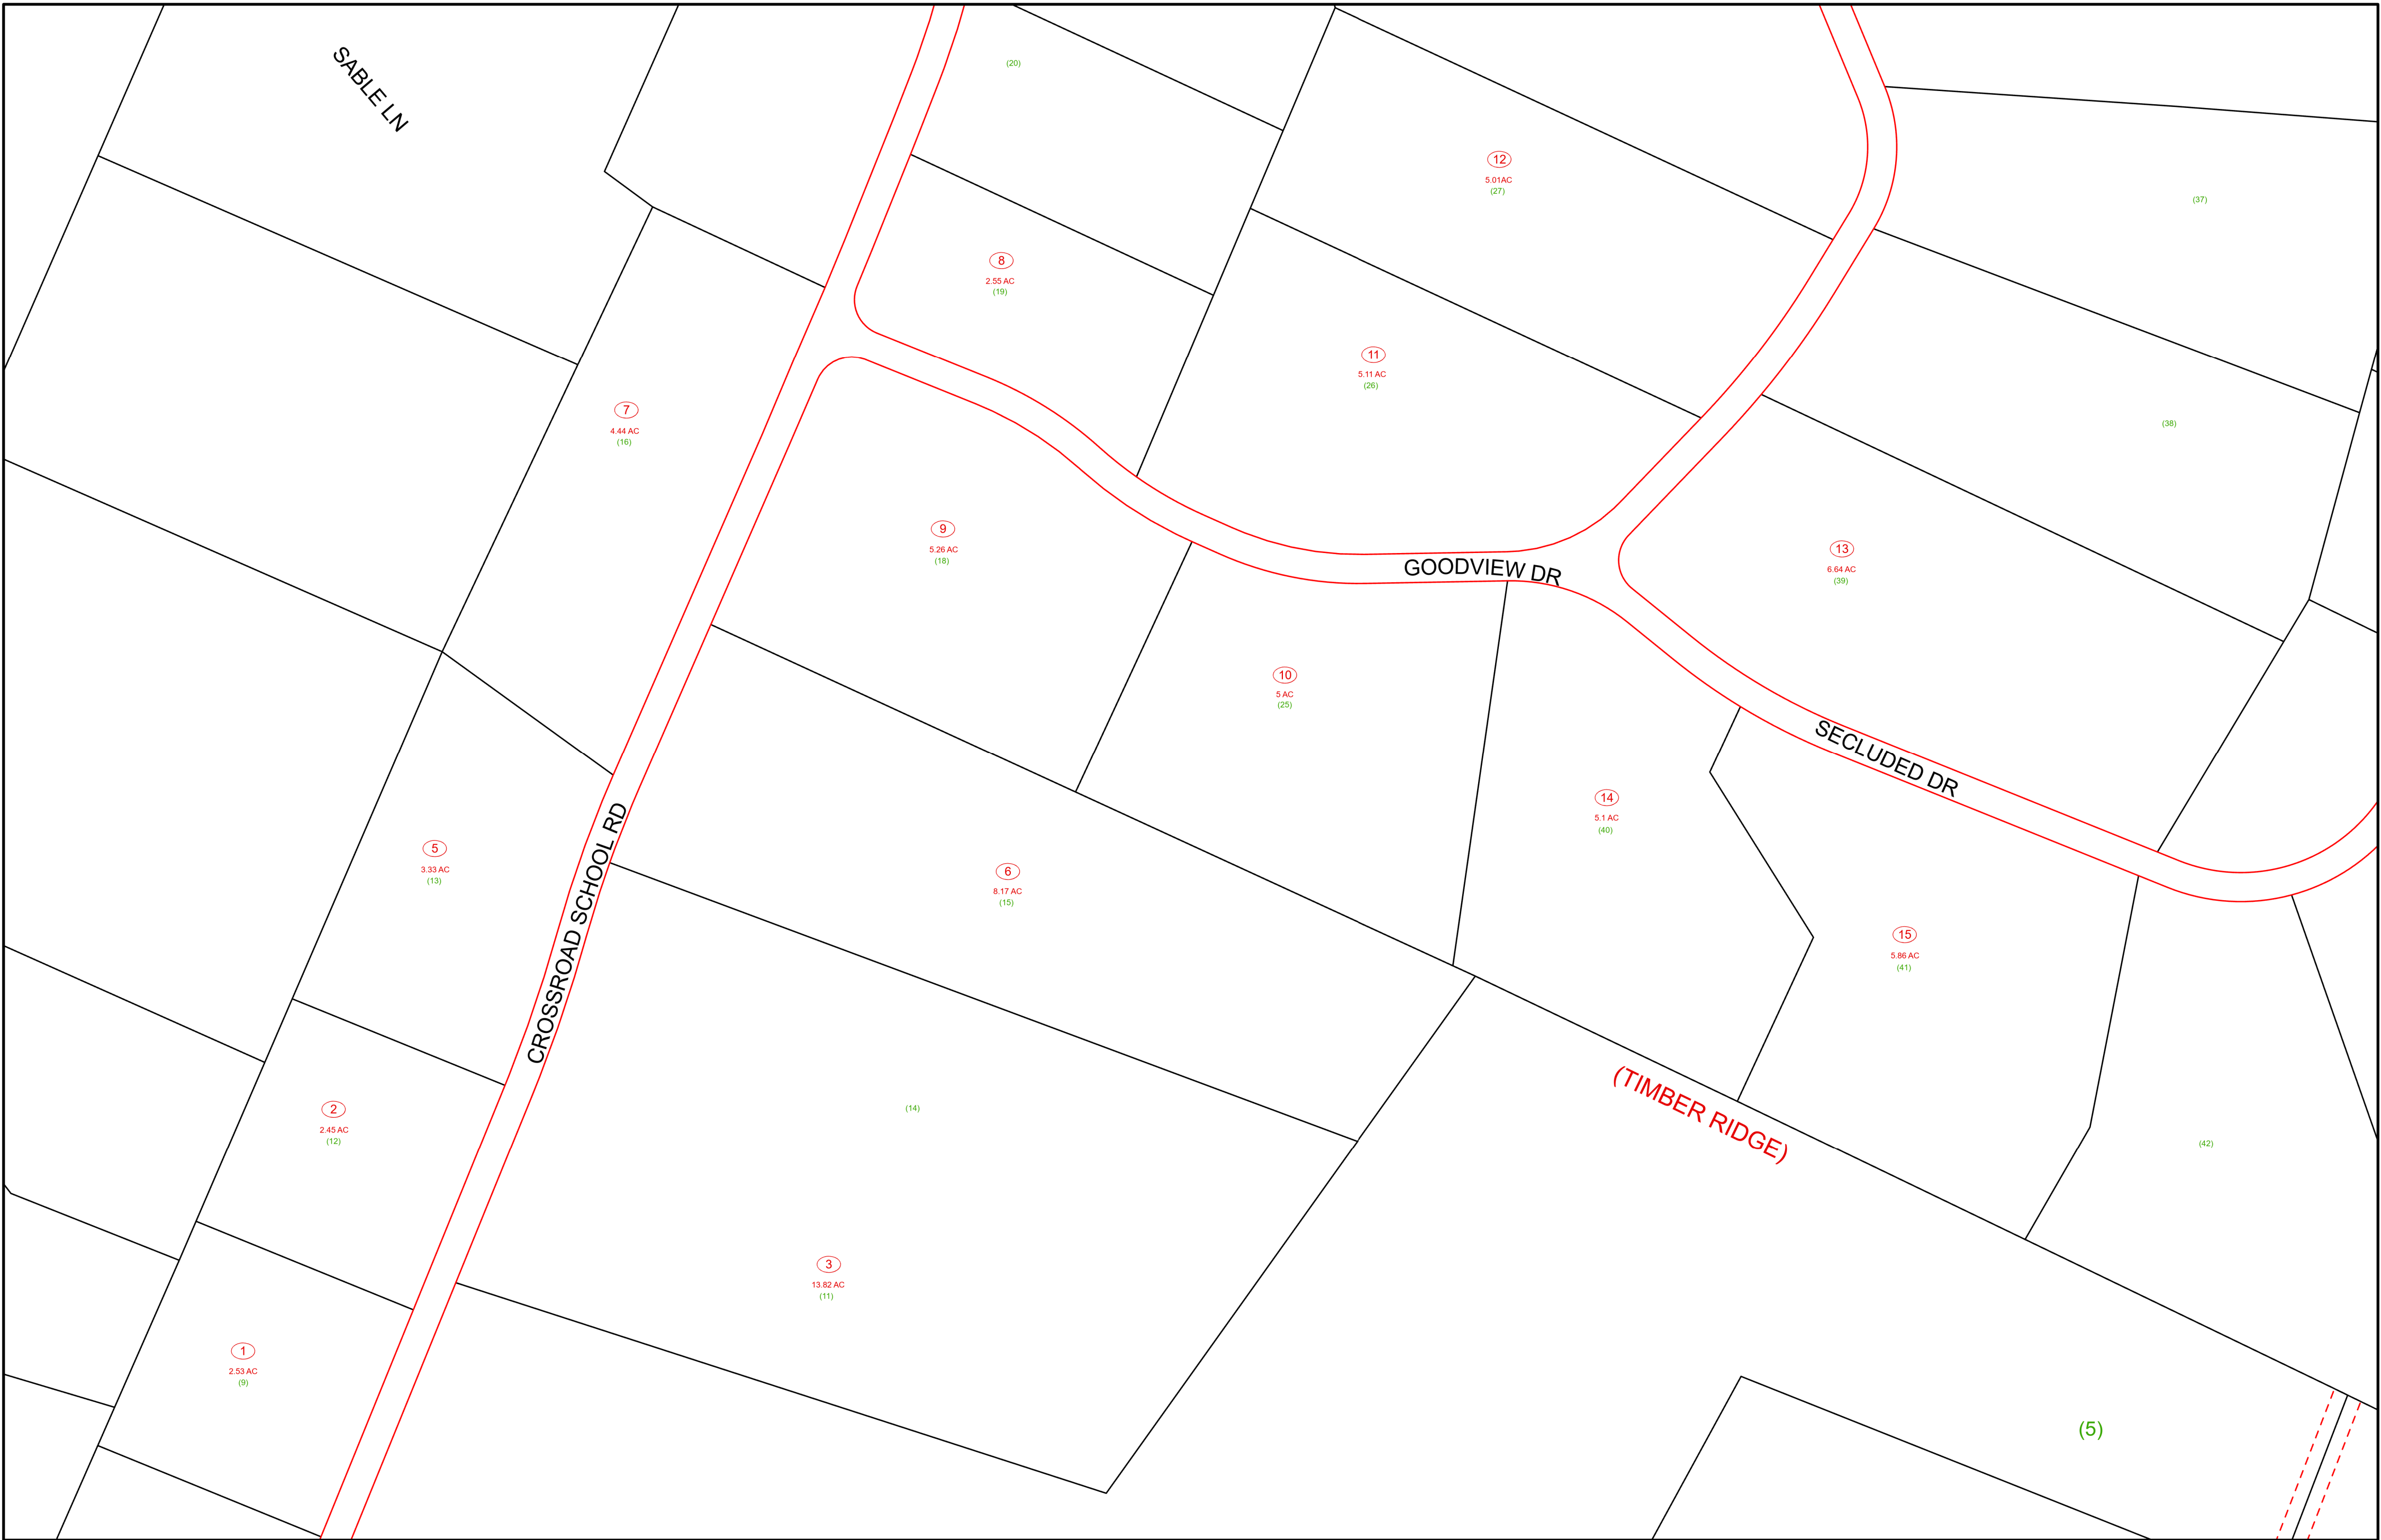 SABLE LN
(20)
12
5.01AC
(27)
(37)
8
2.55 AC
(19)
11
5.11 AC
(26)
7
4.44 AC
(16)
(38)
9
5.26 AC
(18)
GOODVIEW DR
13
6.64 AC
(39)
10
5 AC
(25)
SECLUDED DR
14
5.1 AC
(40)
5
3.33 AC
(13)
6
8.17 AC
(15)
CROSSROAD SCHOOL RD
15
5.86 AC
(41)
2
2.45 AC
(12)
(14)
(TIMBER RIDGE)
(42)
3
13.82 AC
(11)
1
2.53 AC
(9)
(5)